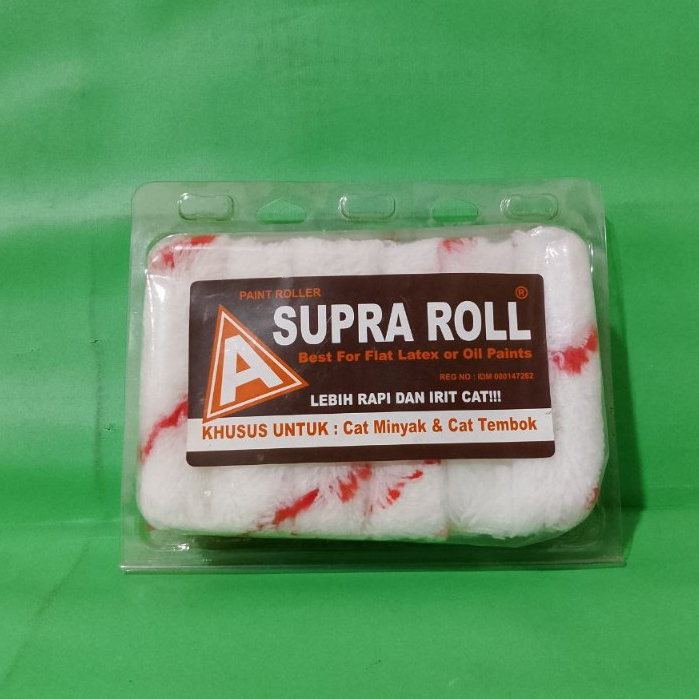 PAINT ROLLER
®
A
SUPRA ROLL
Best For Flat Latex or Oil Paints
REG NO : IDM 000147262
LEBIH RAPI DAN IRIT CAT!!!
KHUSUS UNTUK : Cat Minyak & Cat Tembok